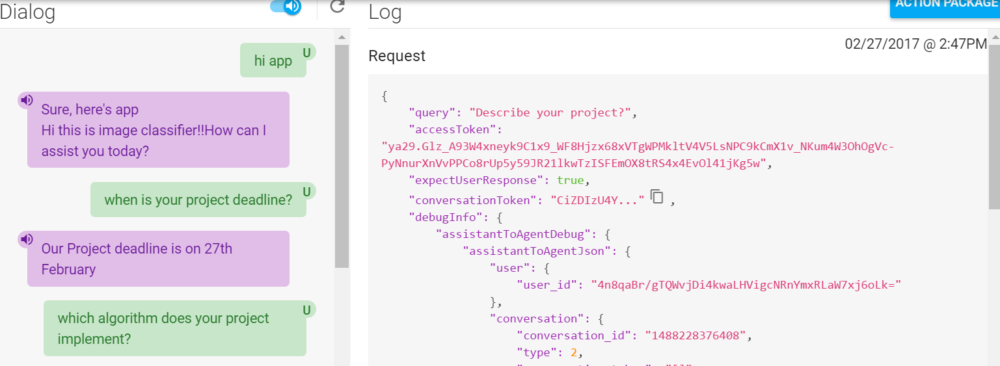 Dialog
hi app
U
Sure, here's app
Hi this is image classifier!!How can I
assist you today?
when is your project deadline?
U
Our Project deadline is on 27th
February
which algorithm does your project
implement?
U
Log
ACTION PACKAGE
02/27/2017 @ 2:47PM
Request
{
"query": "Describe your project?",
"accessToken":
"ya29.Glz_A93W4xneyk9C1x9_WF8Hjzx68xVTgWPMkltV4V5LsNPC9kCmX1v_NKum4W3OhOgVc-
PyNnurXnVvPPCo8rUp5y59JR21lkwTzISFEmOX8tRS4x4EvOl41jKg5w",
"expectUserResponse": true,
"conversationToken": "CiZDIzU4Y..." ,
"debugInfo": {
"assistantToAgentDebug": {
"assistantToAgentJson": {
"user": {
"user_id": "4n8qaBr/gTQWvjDi4kwaLHVigcNRnYmxRLaW7xj6oLk="
},
"conversation": {
"conversation_id": "1488228376408",
"type": 2,